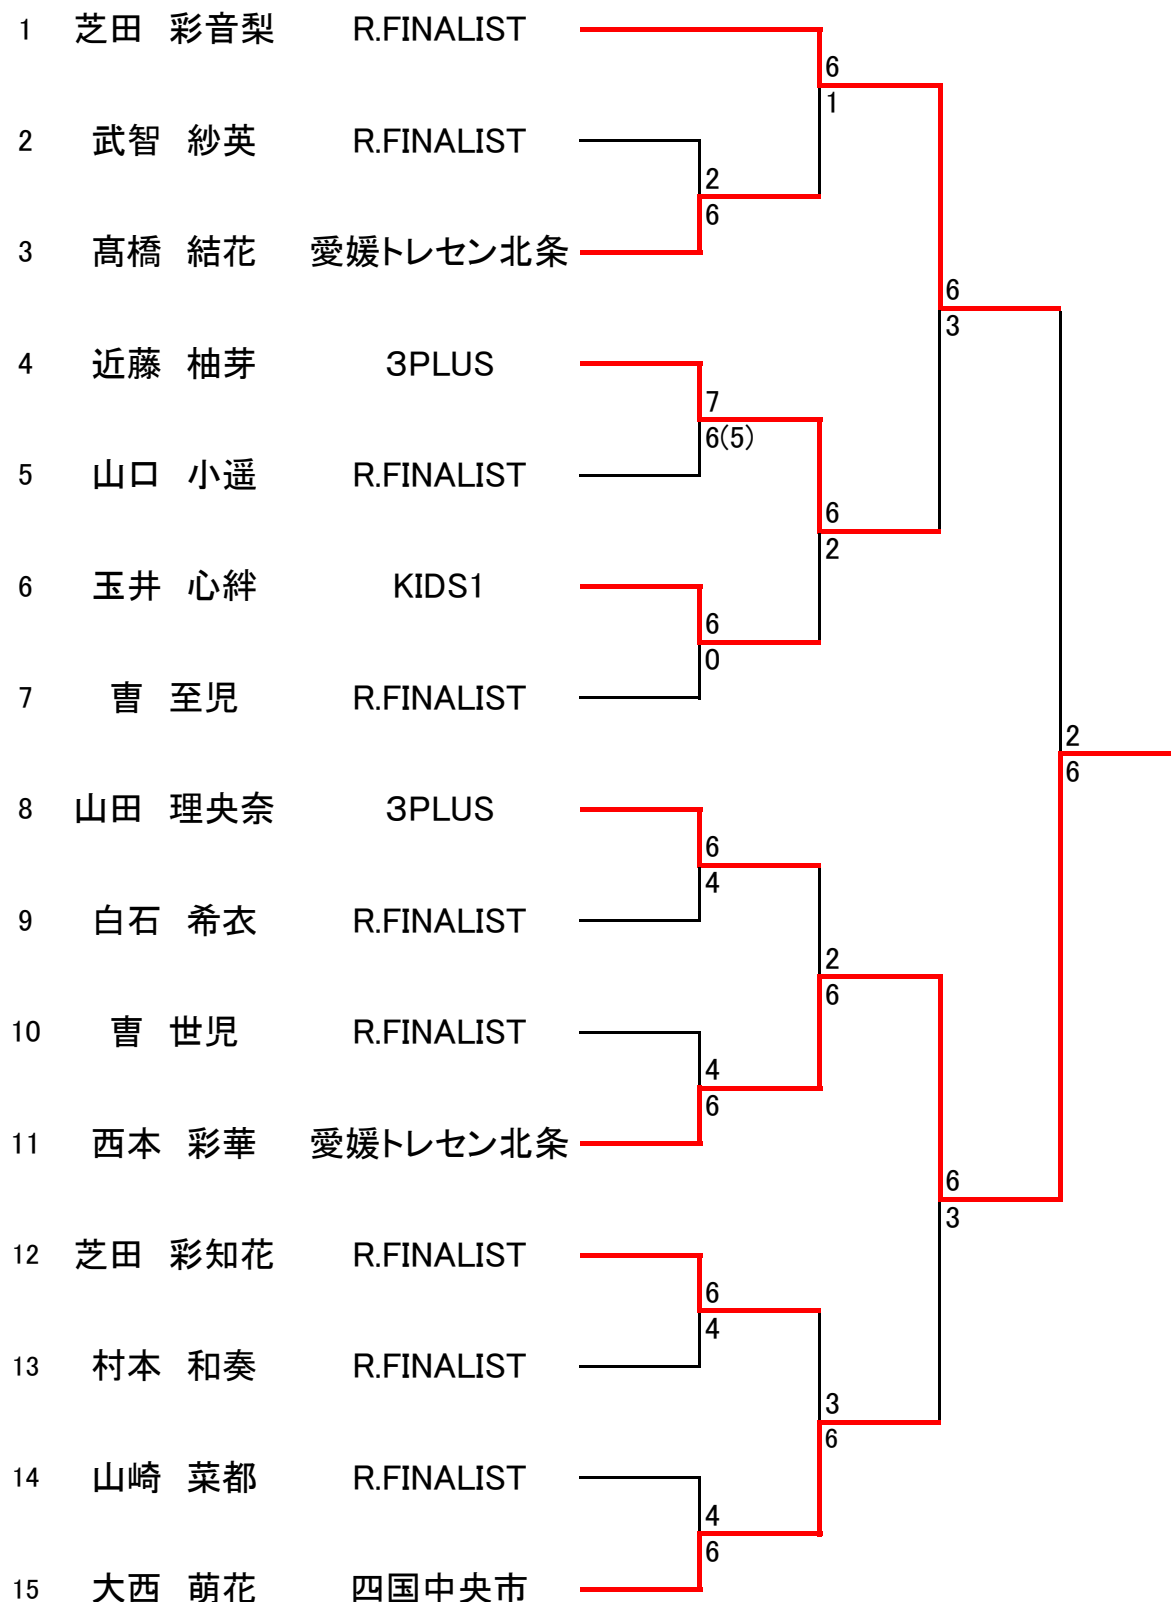 1 芝田 彩音梨 R.FINALIST
6
1
2 武智 紗英 R.FINALIST
2
6
3 髙橋 結花 愛媛トレセン北条
6
3
4 近藤 柚芽 3PLUS
7
6(5)
5 山口 小遥 R.FINALIST
6
2
6 玉井 心絆 KIDS1
6
0
7 曺 至児 R.FINALIST
2
6
8 山田 理央奈 3PLUS
6
4
9 白石 希衣 R.FINALIST
2
6
10 曺 世児 R.FINALIST
4
6
11 西本 彩華 愛媛トレセン北条
6
3
12 芝田 彩知花 R.FINALIST
6
4
13 村本 和奏 R.FINALIST
3
6
14 山崎 菜都 R.FINALIST
4
6
15 大西 萌花 四国中央市